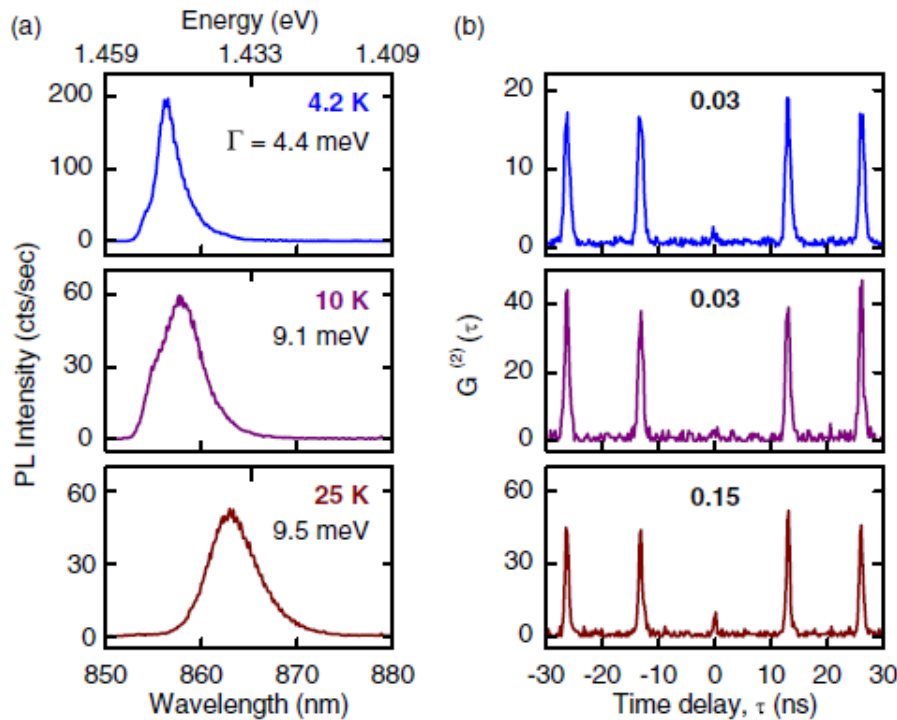 (a)
Energy (eV)
1.459 1.433 1.409
200
100
0
4.2 K
Γ = 4.4 meV
60
30
0
10 K
9.1 meV
60
30
0
25 K
9.5 meV
PL Intensity (cts/sec)
850 860 870 880
Wavelength (nm)
(b)
20
10
0
0.03
40
20
0
0.03
60
30
0
0.15
G⁽²⁾(τ)
-30 -20 -10 0 10 20 30
Time delay, τ (ns)